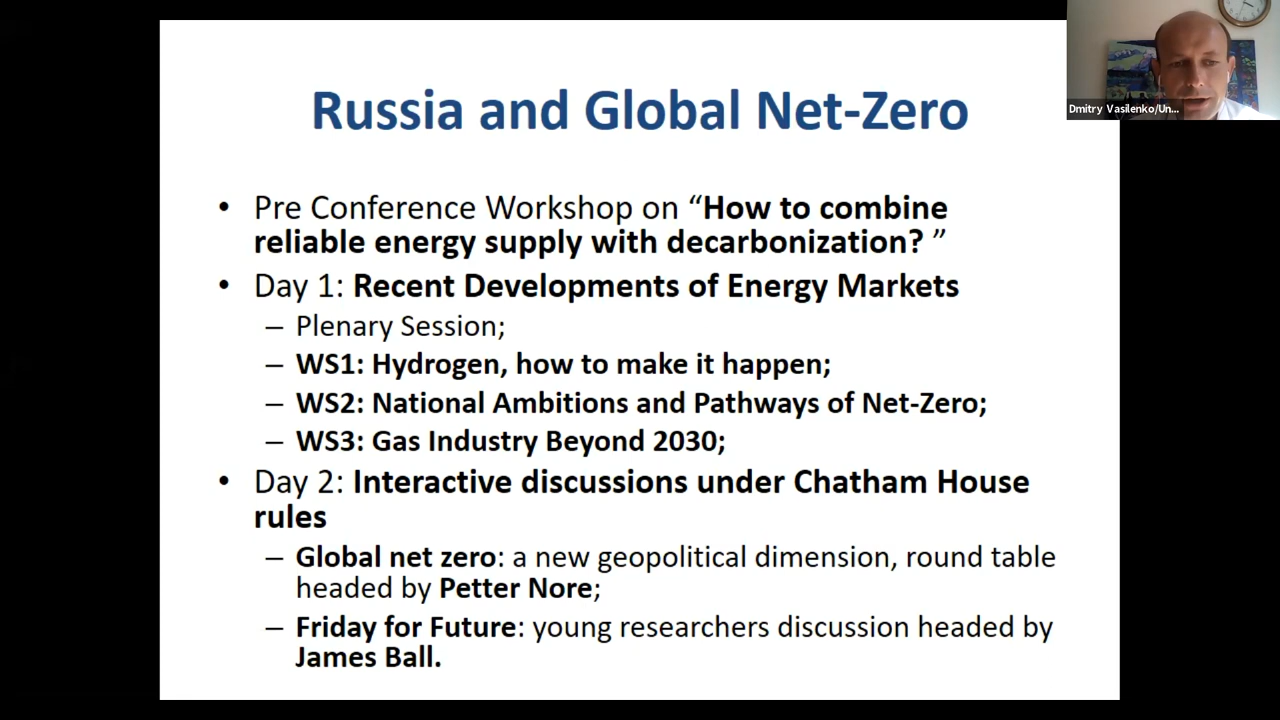 Russia and Global Net-Zero
• Pre Conference Workshop on “How to combine
reliable energy supply with decarbonization? ”
• Day 1: Recent Developments of Energy Markets
– Plenary Session;
– WS1: Hydrogen, how to make it happen;
– WS2: National Ambitions and Pathways of Net-Zero;
– WS3: Gas Industry Beyond 2030;
• Day 2: Interactive discussions under Chatham House
rules
– Global net zero: a new geopolitical dimension, round table
headed by Petter Nore;
– Friday for Future: young researchers discussion headed by
James Ball.
Dmitry Vasilenko/Un...